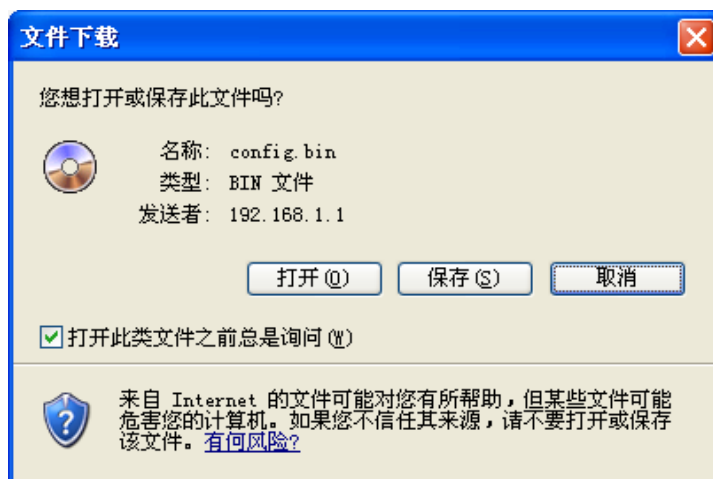 文件下载
您想打开或保存此文件吗?
名称: config.bin
类型: BIN 文件
发送者: 192.168.1.1
打开(O) 保存(S) 取消
打开此类文件之前总是询问(W)
来自 Internet 的文件可能对您有所帮助，但某些文件可能
危害您的计算机。如果您不信任其来源，请不要打开或保存
该文件。有何风险?